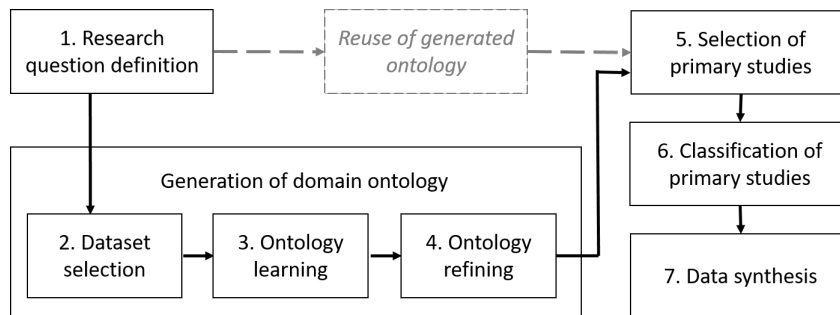 1. Research
question definition
Reuse of generated
ontology
5. Selection of
primary studies
6. Classification of
primary studies
Generation of domain ontology
2. Dataset
selection
3. Ontology
learning
4. Ontology
refining
7. Data synthesis